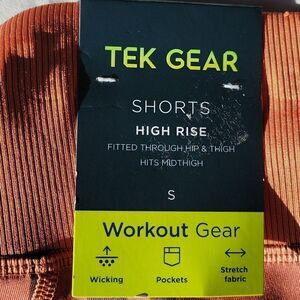 TEK GEAR
SHORTS
HIGH RISE
FITTED THROUGH HIP & THIGH
HITS MIDTHIGH
S
Workout Gear
Wicking
Pockets
Stretch
fabric